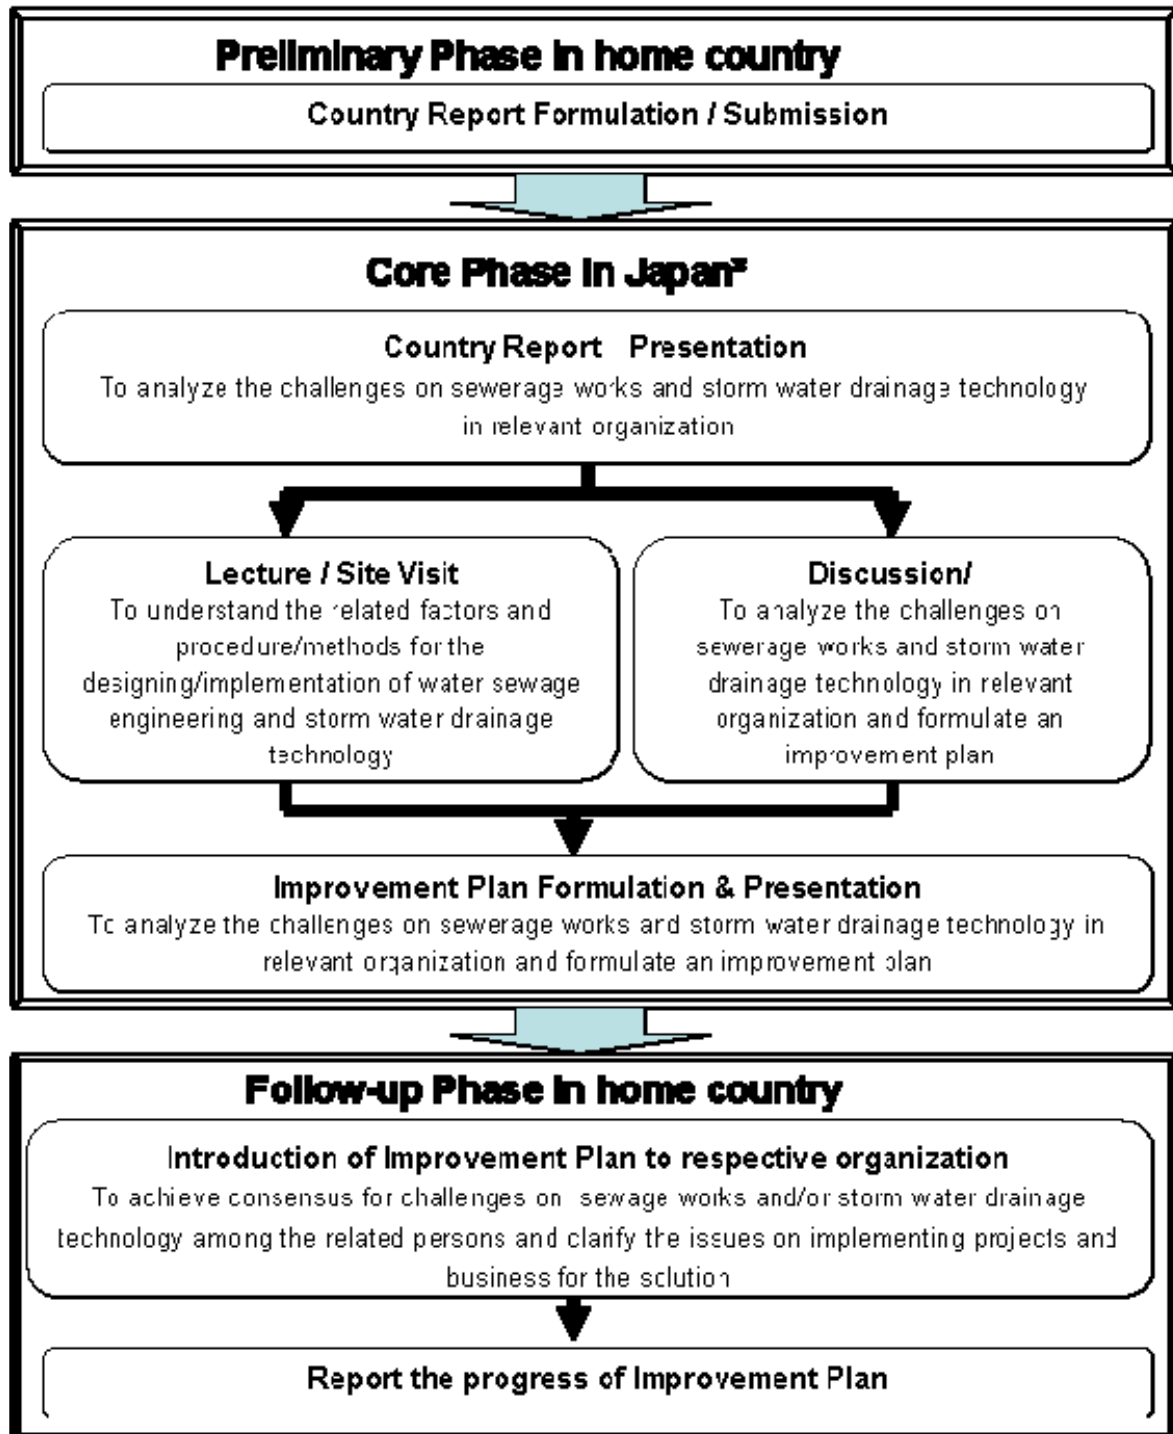 Preliminary Phase in home country
Country Report Formulation / Submission
Core Phase in Japan²
Country Report Presentation
To analyze the challenges on sewerage works and storm water drainage technology
in relevant organization
Lecture / Site Visit
To understand the related factors and
procedure/methods for the
designing/implementation of water sewage
engineering and storm water drainage
technology
Discussion/
To analyze the challenges on
sewerage works and storm water
drainage technology in relevant
organization and formulate an
improvement plan
Improvement Plan Formulation & Presentation
To analyze the challenges on sewerage works and storm water drainage technology in
relevant organization and formulate an improvement plan
Follow-up Phase in home country
Introduction of Improvement Plan to respective organization
To achieve consensus for challenges on sewage works and/or storm water drainage
technology among the related persons and clarify the issues on implementing projects and
business for the solution
Report the progress of Improvement Plan